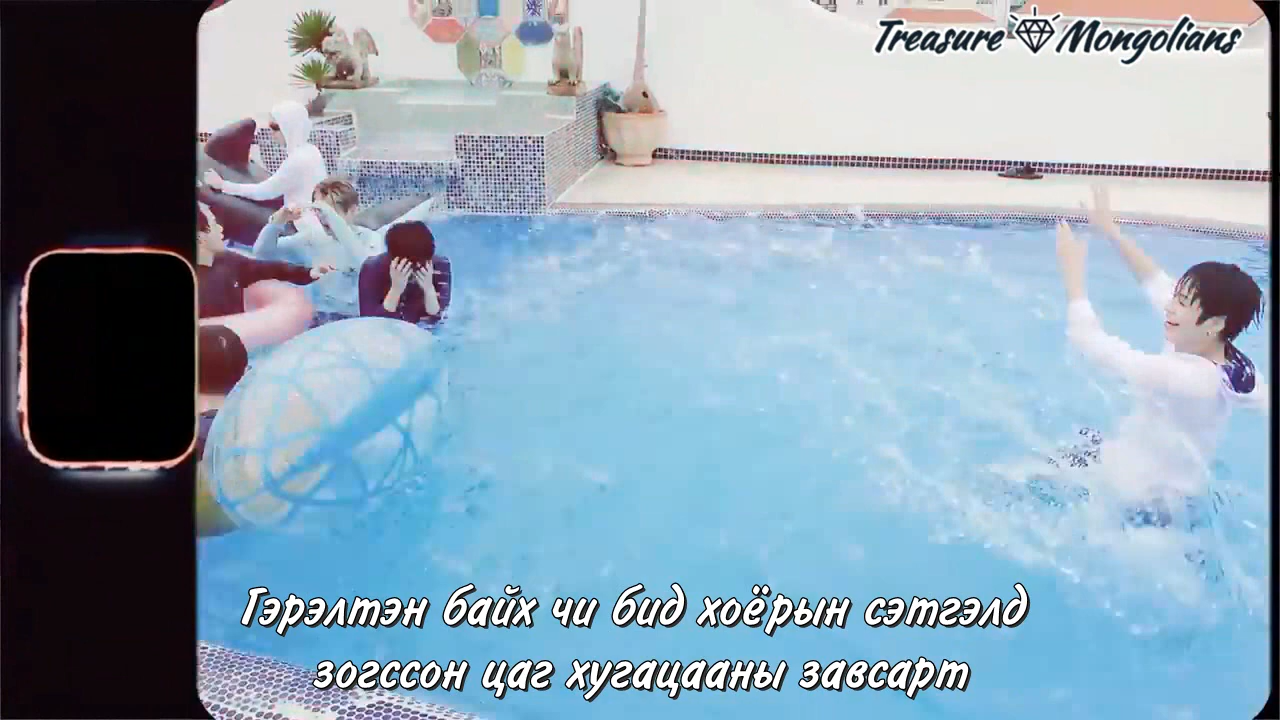 Treasure Mongolians
Гэрэлтэн байх чи бид хоёрын сэтгэлд
зогссон цаг хугацааны завсарт